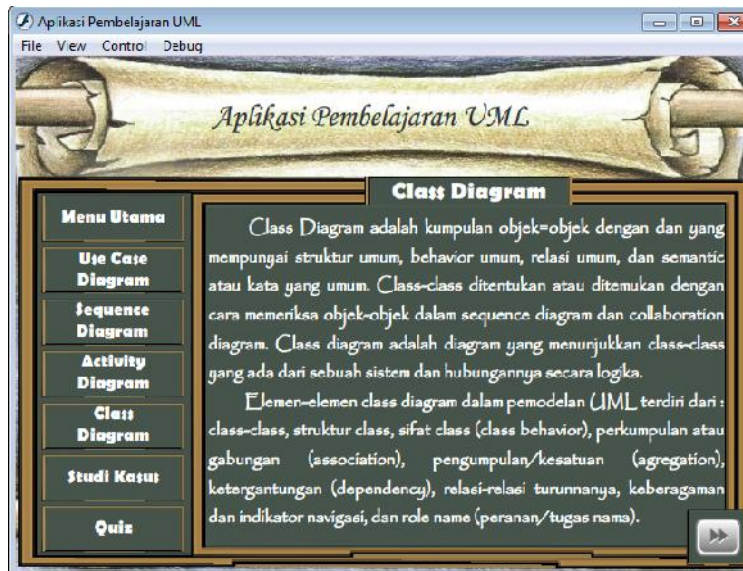 Aplikasi Pembelajaran UML
File View Control Debug
Aplikasi Pembelajaran UML
Class Diagram
Menu Utama
Use Case
Diagram
Sequence
Diagram
Activity
Diagram
Class
Diagram
Studi Kasus
Quiz
Class Diagram adalah kumpulan objek=objek dengan dan yang
mempunyai struktur umum, behavior umum, relasi umum, dan semantic
atau kata yang umum. Class-class ditentukan atau ditemukan dengan
cara memeriksa objek-objek dalam sequence diagram dan collaboration
diagram. Class diagram adalah diagram yang menunjukkan class-class
yang ada dari sebuah sistem dan hubungannya secara logika.
Elemen-elemen class diagram dalam pemodelan UML terdiri dari :
class-class, struktur class, sifat class (class behavior), perkumpulan atau
gabungan (association), pengumpulan/kesatuan (agregation),
ketergantungan (dependency), relasi-relasi turunnanya, keberagaman
dan indikator navigasi, dan role name (peranan/tugas nama).